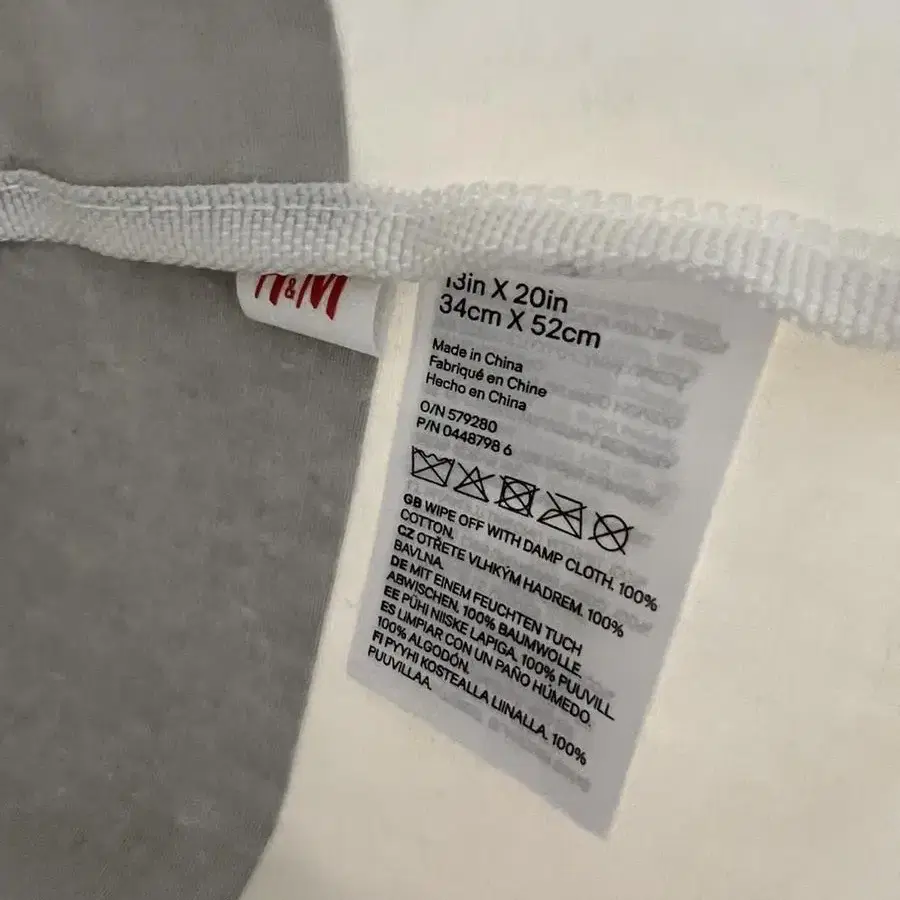 H&M
13in X 20in
34cm X 52cm
Made in China
Fabriqué en Chine
Hecho en China
O/N 579280
P/N 0448798 6
GB WIPE OFF WITH DAMP CLOTH. 100%
COTTON.
CZ OTŘETE VLHKÝM HADREM. 100%
BAVLNA.
DE MIT EINEM FEUCHTEN TUCH
ABWISCHEN. 100% BAUMWOLLE.
EE PÜHI NIISKE LAPIGA. 100% PUUVILL
ES LIMPIAR CON UN PAÑO HÚMEDO.
100% ALGODÓN.
FI PYYHI KOSTEALLA LIINALLA. 100%
PUUVILLAA.